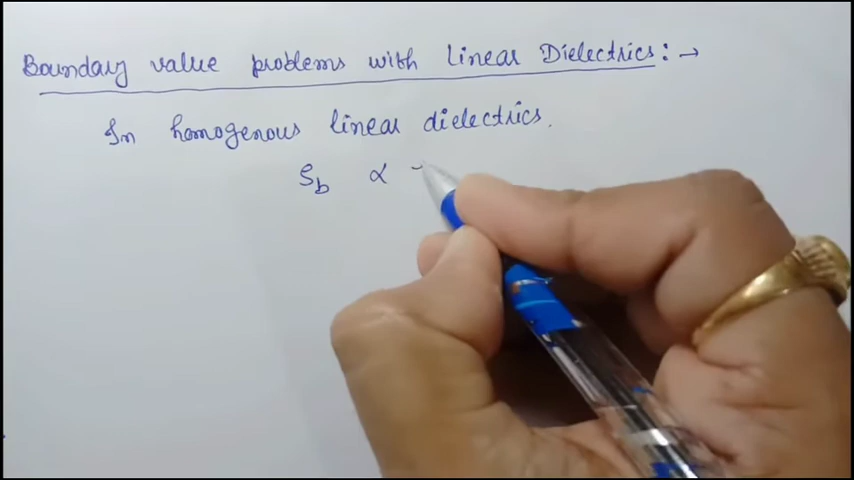 Boundary value problems with linear Dielectrics :→
In homogenous linear dielectrics.
ρb ∝